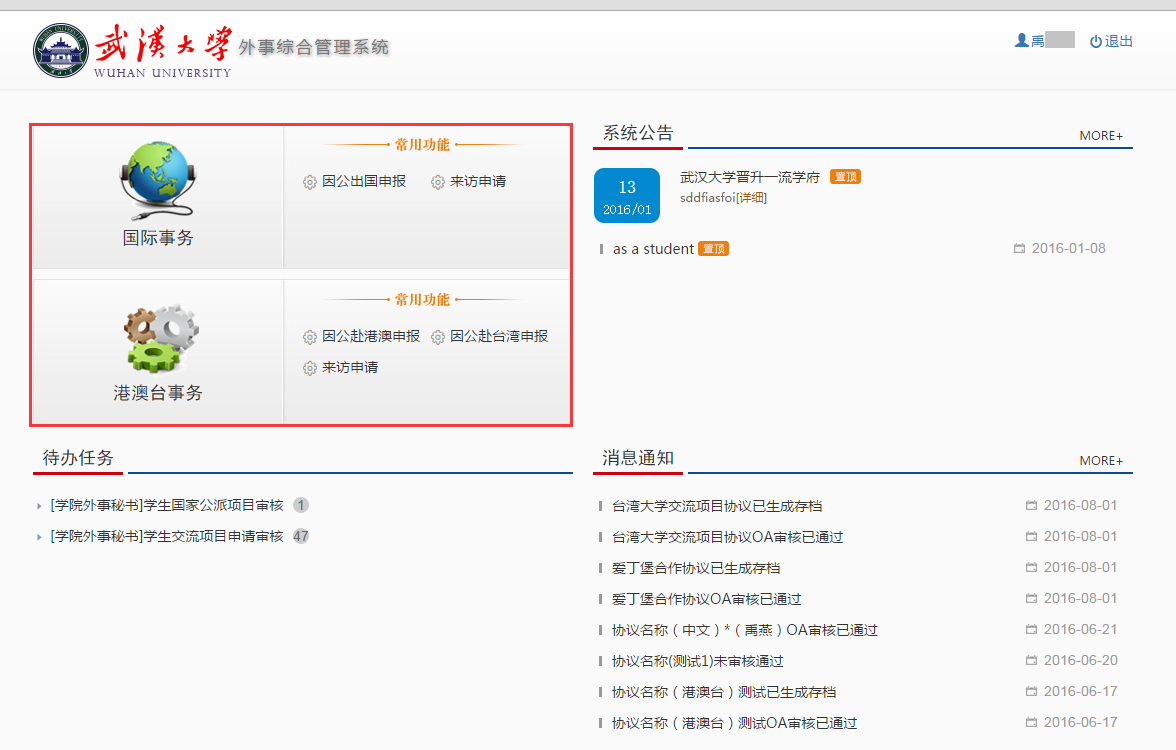 武漢大學
WUHAN UNIVERSITY
外事综合管理系统
禹
退出
国际事务
常用功能
因公出国申报 来访申请
港澳台事务
常用功能
因公赴港澳申报 因公赴台湾申报
来访申请
系统公告 MORE+
13
2016/01
武汉大学晋升一流学府 置顶
sddfiasfoi[详细]
as a student 置顶 2016-01-08
待办任务
[学院外事秘书]学生国家公派项目审核 1
[学院外事秘书]学生交流项目申请审核 47
消息通知 MORE+
台湾大学交流项目协议已生成存档 2016-08-01
台湾大学交流项目协议OA审核已通过 2016-08-01
爱丁堡合作协议已生成存档 2016-08-01
爱丁堡合作协议OA审核已通过 2016-08-01
协议名称（中文）*（禹燕）OA审核已通过 2016-06-21
协议名称(测试1)未审核通过 2016-06-20
协议名称（港澳台）测试已生成存档 2016-06-17
协议名称（港澳台）测试OA审核已通过 2016-06-17